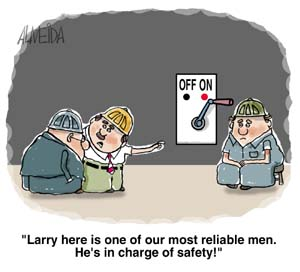 ALMEIDA
OFF ON
"Larry here is one of our most reliable men.
He's in charge of safety!"